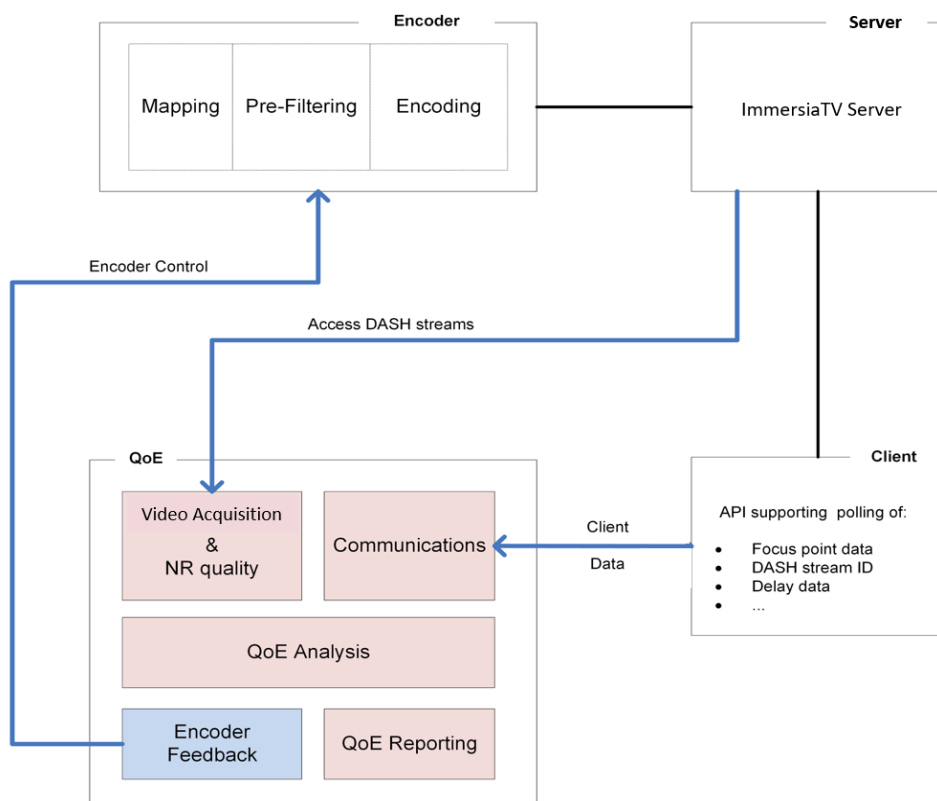 Encoder
Server
Mapping
Pre-Filtering
Encoding
ImmersiaTV Server
Encoder Control
Access DASH streams
QoE
Client
Video Acquisition
&
NR quality
Communications
Client
Data
API supporting polling of:
• Focus point data
• DASH stream ID
• Delay data
• ...
QoE Analysis
Encoder
Feedback
QoE Reporting